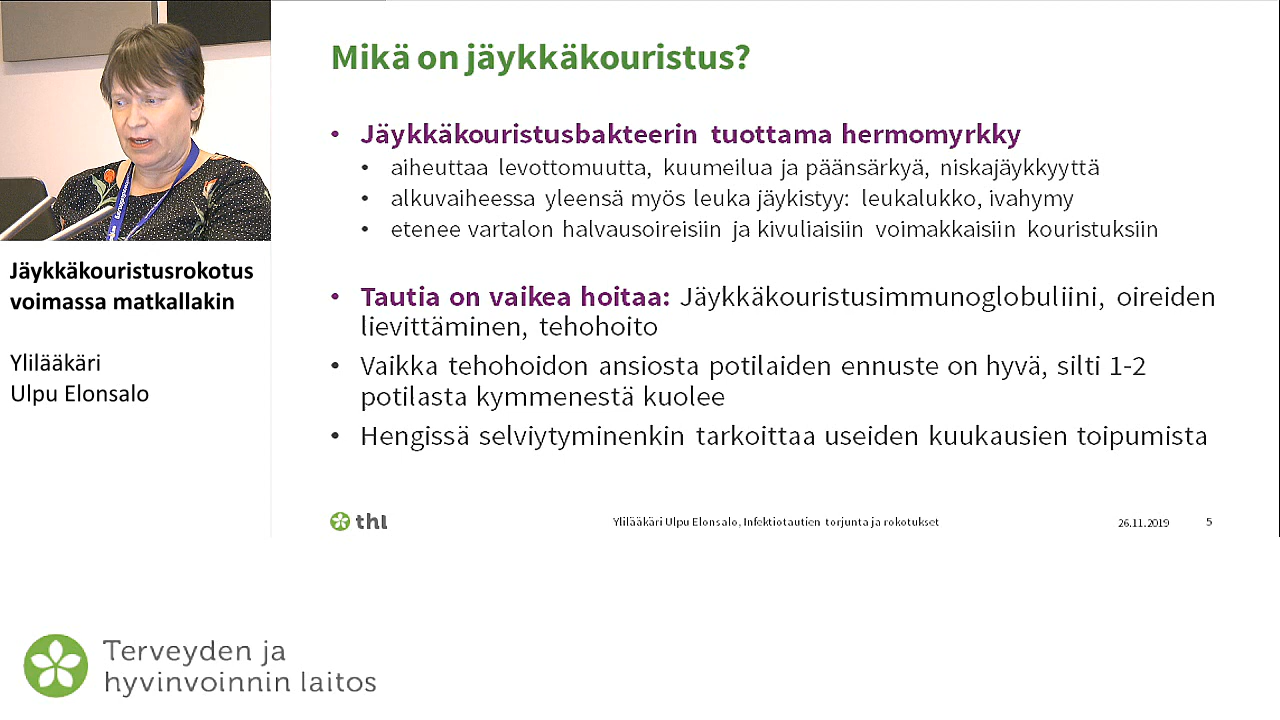 Mikä on jäykkäkouristus?
• Jäykkäkouristusbakteerin tuottama hermomyrkky
• aiheuttaa levottomuutta, kuumeilua ja päänsärkyä, niskajäykkyyttä
• alkuvaiheessa yleensä myös leuka jäykistyy: leukalukko, ivahymy
• etenee vartalon halvausoireisiin ja kivuliaisiin voimakkaisiin kouristuksiin
• Tautia on vaikea hoitaa: Jäykkäkouristusimmunoglobuliini, oireiden
lievittäminen, tehohoito
• Vaikka tehohoidon ansiosta potilaiden ennuste on hyvä, silti 1-2
potilasta kymmenestä kuolee
• Hengissä selviytyminenkin tarkoittaa useiden kuukausien toipumista
thl
Ylilääkäri Ulpu Elonsalo, Infektiotautien torjunta ja rokotukset
26.11.2019
5
Jäykkäkouristusrokotus
voimassa matkallakin
Ylilääkäri
Ulpu Elonsalo
Terveyden ja
hyvinvoinnin laitos